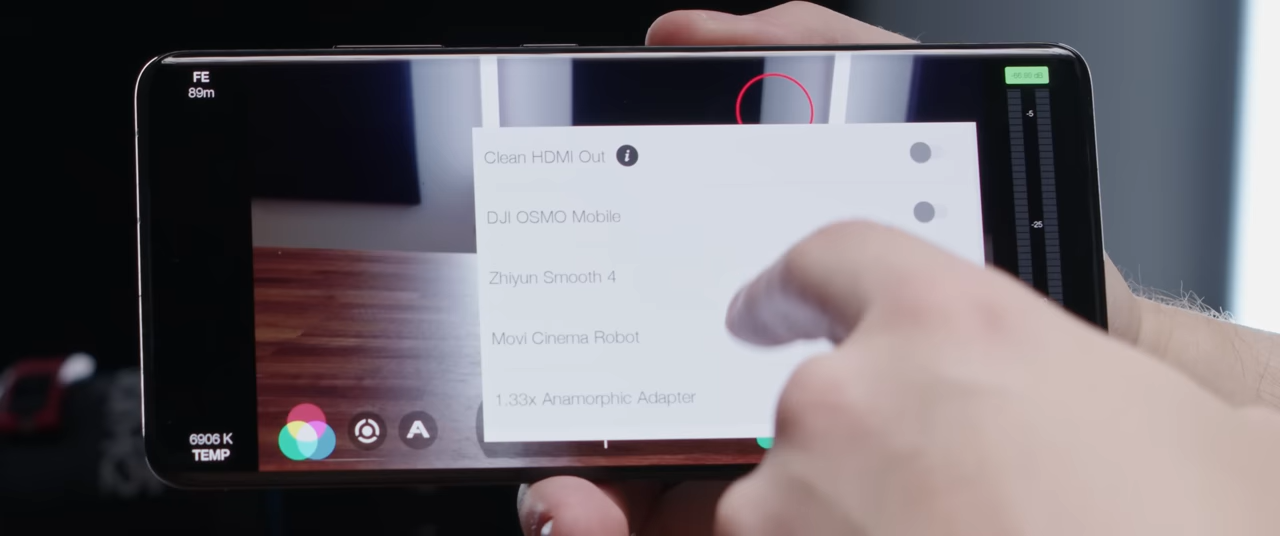 FE
89m
-5
Clean HDMI Out
DJI OSMO Mobile
-25
Zhiyun Smooth 4
Movi Cinema Robot
1.33x Anamorphic Adapter
A
6906 K
TEMP